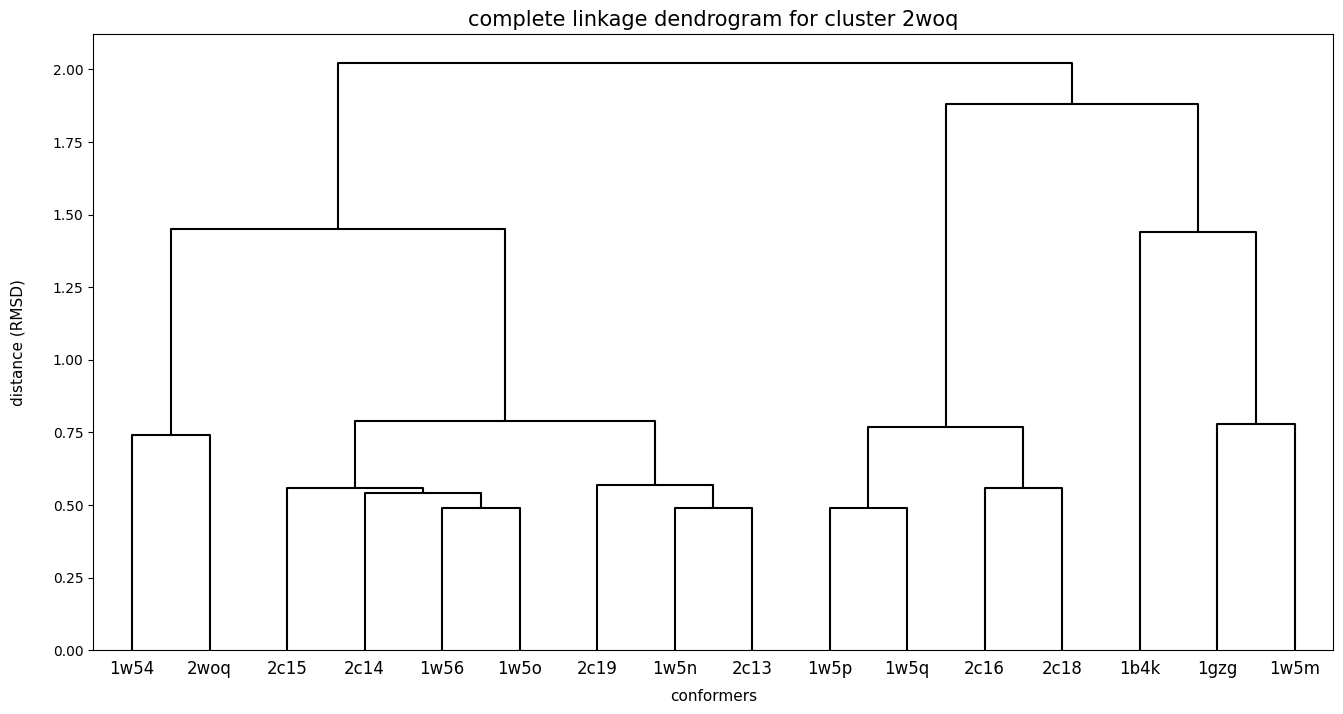 complete linkage dendrogram for cluster 2woq
2.00
1.75
1.50
1.25
1.00
0.75
0.50
0.25
0.00
distance (RMSD)
1w54 2woq 2c15 2c14 1w56 1w5o 2c19 1w5n 2c13 1w5p 1w5q 2c16 2c18 1b4k 1gzg 1w5m
conformers